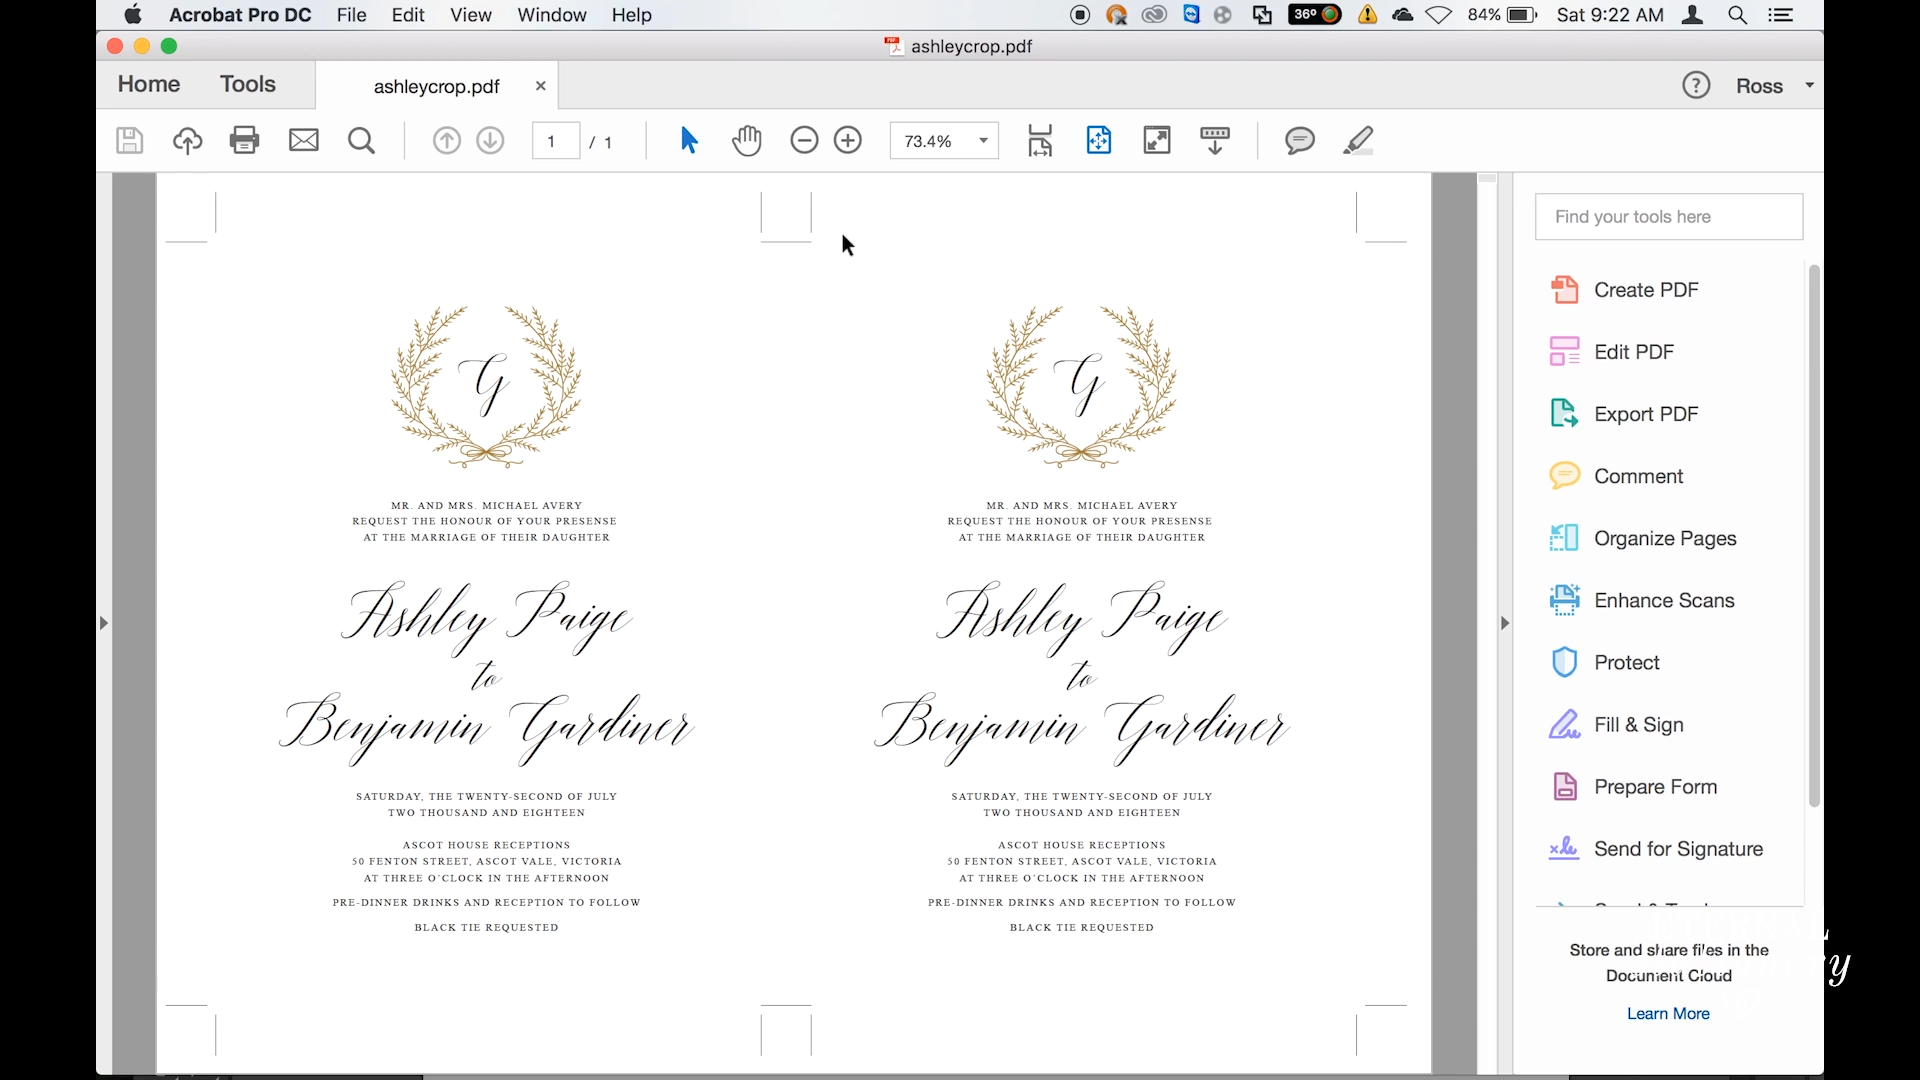 Acrobat Pro DC File Edit View Window Help 36° 84% Sat 9:22 AM
ashleycrop.pdf
Home Tools ashleycrop.pdf × ? Ross
1 / 1 73.4%
Find your tools here
Create PDF
Edit PDF
Export PDF
Comment
Organize Pages
Enhance Scans
Protect
Fill & Sign
Prepare Form
Send for Signature
Store and share files in the
Document Cloud
Learn More
G
MR. AND MRS. MICHAEL AVERY
REQUEST THE HONOUR OF YOUR PRESENSE
AT THE MARRIAGE OF THEIR DAUGHTER
Ashley Paige
to
Benjamin Gardiner
SATURDAY, THE TWENTY-SECOND OF JULY
TWO THOUSAND AND EIGHTEEN
ASCOT HOUSE RECEPTIONS
50 FENTON STREET, ASCOT VALE, VICTORIA
AT THREE O'CLOCK IN THE AFTERNOON
PRE-DINNER DRINKS AND RECEPTION TO FOLLOW
BLACK TIE REQUESTED
G
MR. AND MRS. MICHAEL AVERY
REQUEST THE HONOUR OF YOUR PRESENSE
AT THE MARRIAGE OF THEIR DAUGHTER
Ashley Paige
to
Benjamin Gardiner
SATURDAY, THE TWENTY-SECOND OF JULY
TWO THOUSAND AND EIGHTEEN
ASCOT HOUSE RECEPTIONS
50 FENTON STREET, ASCOT VALE, VICTORIA
AT THREE O'CLOCK IN THE AFTERNOON
PRE-DINNER DRINKS AND RECEPTION TO FOLLOW
BLACK TIE REQUESTED